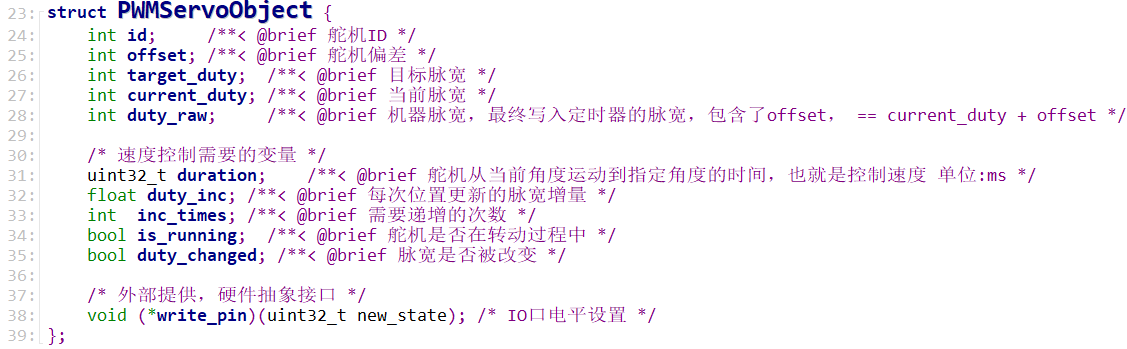 23: struct PWMServoObject {
24:     int id;     /**< @brief 舵机ID */
25:     int offset; /**< @brief 舵机偏差 */
26:     int target_duty;  /**< @brief 目标脉宽 */
27:     int current_duty; /**< @brief 当前脉宽 */
28:     int duty_raw;     /**< @brief 机器脉宽，最终写入定时器的脉宽，包含了offset， == current_duty + offset */
29:
30:     /* 速度控制需要的变量 */
31:     uint32_t duration;    /**< @brief 舵机从当前角度运动到指定角度的时间，也就是控制速度 单位:ms */
32:     float duty_inc; /**< @brief 每次位置更新的脉宽增量 */
33:     int  inc_times; /**< @brief 需要递增的次数 */
34:     bool is_running;  /**< @brief 舵机是否在转动过程中 */
35:     bool duty_changed; /**< @brief 脉宽是否被改变 */
36:
37:     /* 外部提供，硬件抽象接口 */
38:     void (*write_pin)(uint32_t new_state); /* IO口电平设置 */
39: };